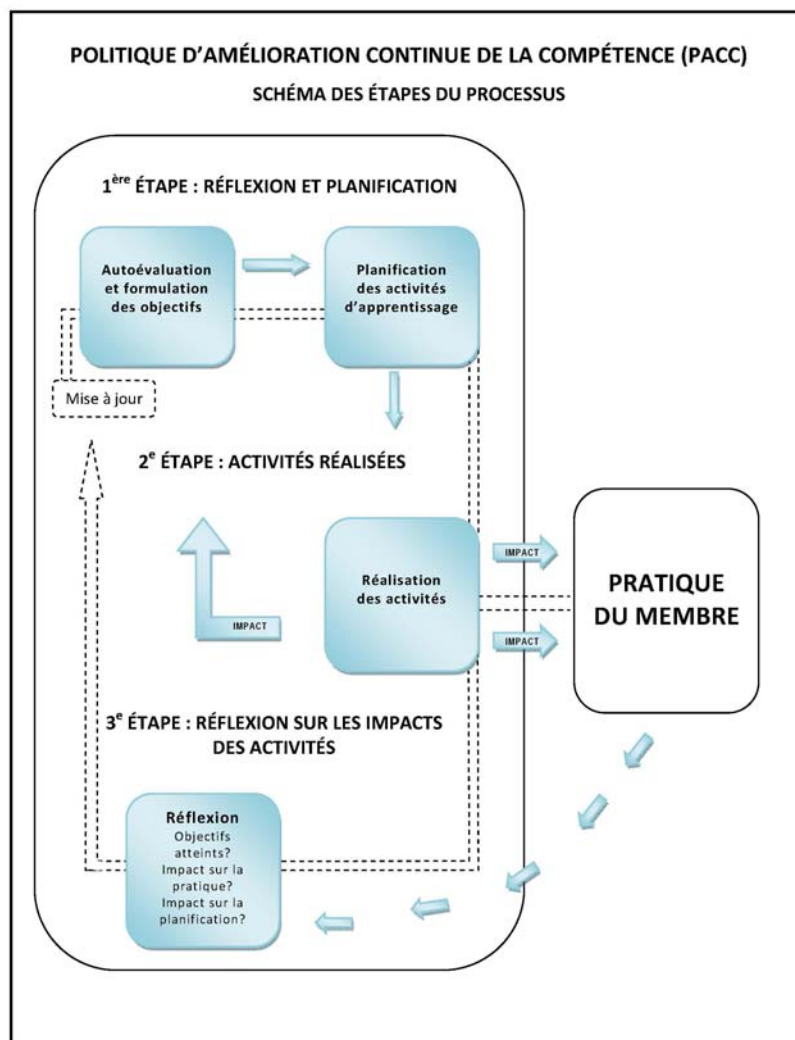 POLITIQUE D'AMÉLIORATION CONTINUE DE LA COMPÉTENCE (PACC)
SCHÉMA DES ÉTAPES DU PROCESSUS
1ère ÉTAPE : RÉFLEXION ET PLANIFICATION
Autoévaluation
et formulation
des objectifs
Planification
des activités
d'apprentissage
Mise à jour
2e ÉTAPE : ACTIVITÉS RÉALISÉES
Réalisation
des activités
IMPACT
IMPACT
IMPACT
PRATIQUE
DU MEMBRE
3e ÉTAPE : RÉFLEXION SUR LES IMPACTS
DES ACTIVITÉS
Réflexion
Objectifs
atteints?
Impact sur la
pratique?
Impact sur la
planification?